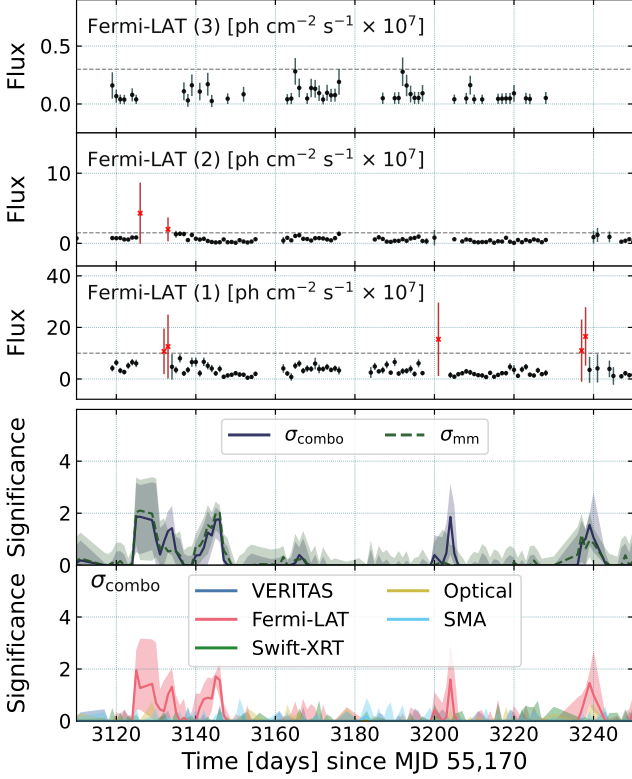 Fermi-LAT (3) [ph cm⁻² s⁻¹ × 10⁷]
Flux
0.5
0.0
Fermi-LAT (2) [ph cm⁻² s⁻¹ × 10⁷]
Flux
10
0
Fermi-LAT (1) [ph cm⁻² s⁻¹ × 10⁷]
Flux
40
20
0
σcombo
σmm
Significance
4
2
0
σcombo
VERITAS
Fermi-LAT
Swift-XRT
Optical
SMA
Significance
4
2
0
3120 3140 3160 3180 3200 3220 3240
Time [days] since MJD 55,170